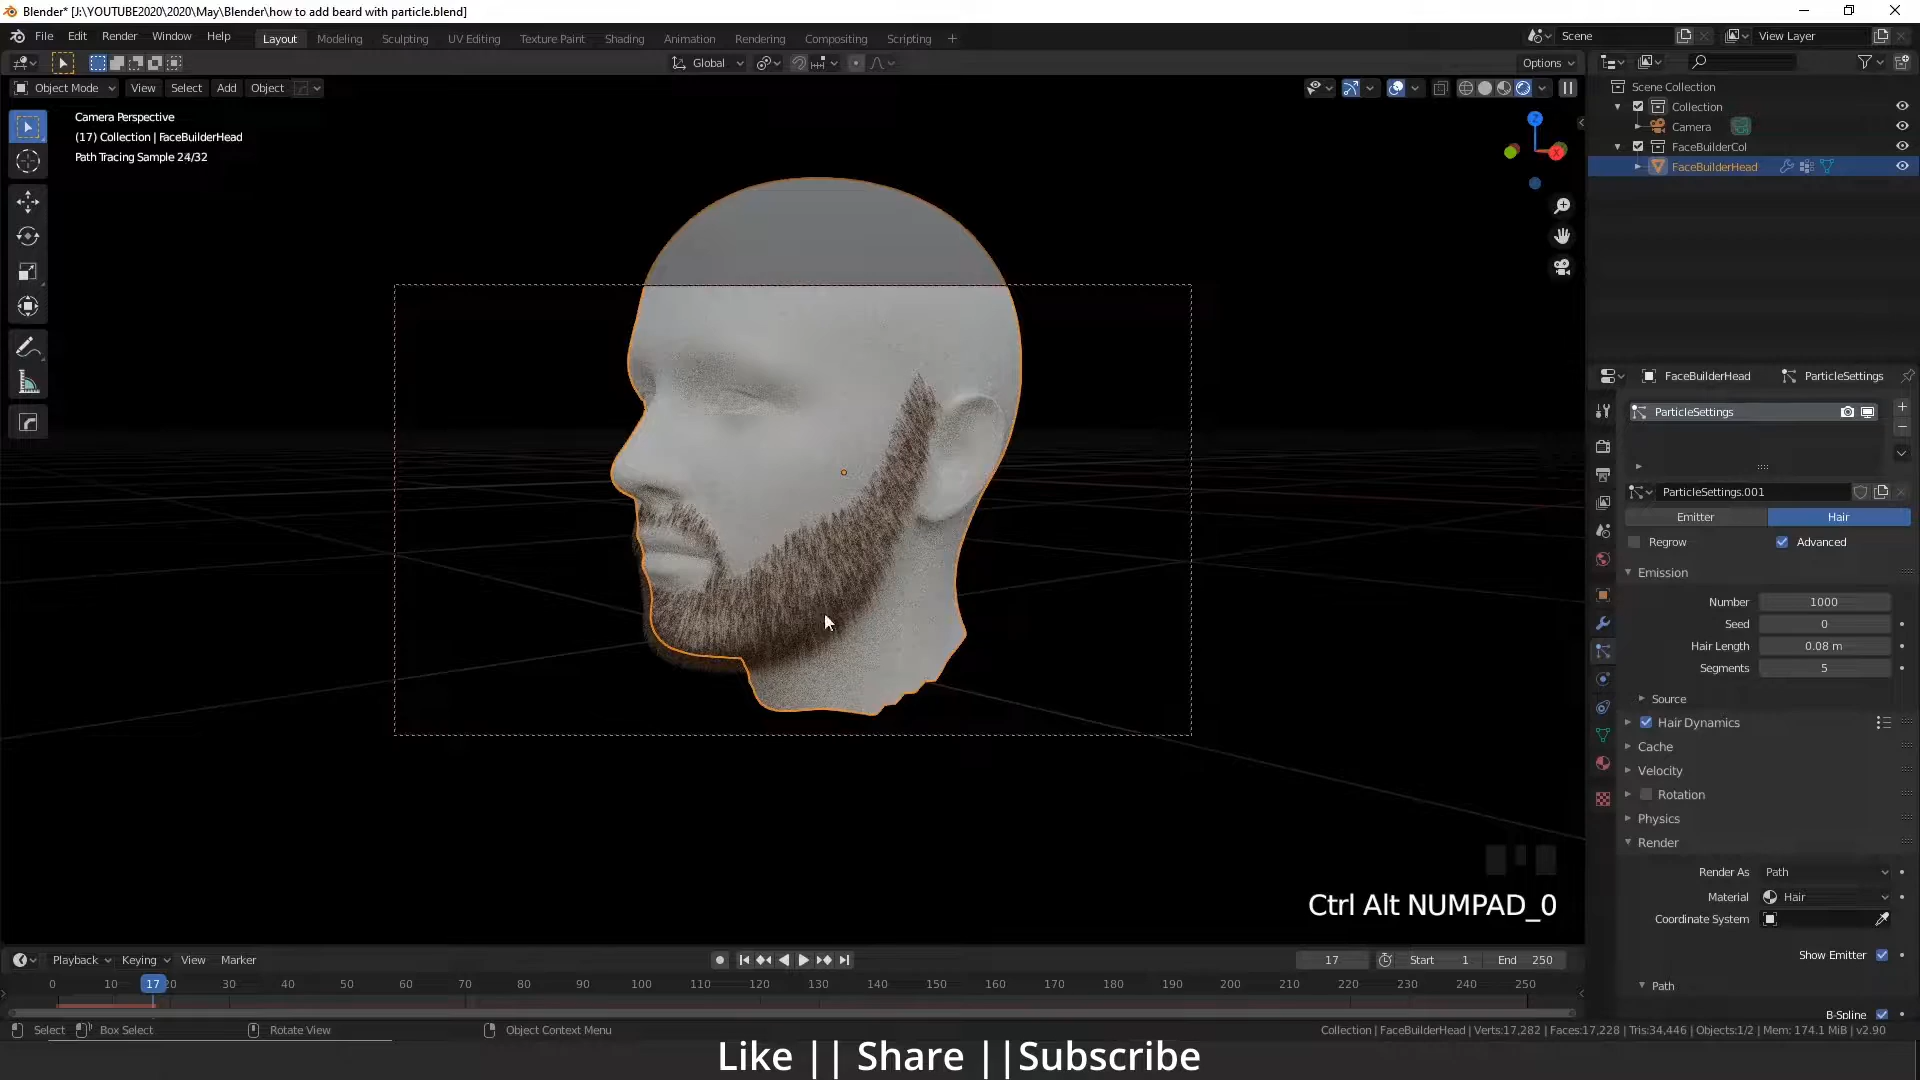 Blender* [J:\YOUTUBE2020\2020\May\Blender\how to add beard with particle.blend]
File Edit Render Window Help
Layout Modeling Sculpting UV Editing Texture Paint Shading Animation Rendering Compositing Scripting +
Scene
View Layer
Global
Options
Object Mode View Select Add Object
Camera Perspective
(17) Collection | FaceBuilderHead
Path Tracing Sample 24/32
Z
X
Scene Collection
Collection
Camera
FaceBuilderCol
FaceBuilderHead
FaceBuilderHead ParticleSettings
ParticleSettings
ParticleSettings.001
Emitter Hair
Regrow Advanced
Emission
Number 1000
Seed 0
Hair Length 0.08 m
Segments 5
Source
Hair Dynamics
Cache
Velocity
Rotation
Physics
Render
Render As Path
Material Hair
Coordinate System
Show Emitter
Path
B-Spline
Ctrl Alt NUMPAD_0
Playback Keying View Marker
17 Start 1 End 250
0 10 17 20 30 40 50 60 70 80 90 100 110 120 130 140 150 160 170 180 190 200 210 220 230 240 250
Select Box Select Rotate View Object Context Menu
Collection | FaceBuilderHead | Verts:17,282 | Faces:17,228 | Tris:34,446 | Objects:1/2 | Mem: 174.1 MiB | v2.90
Like || Share ||Subscribe